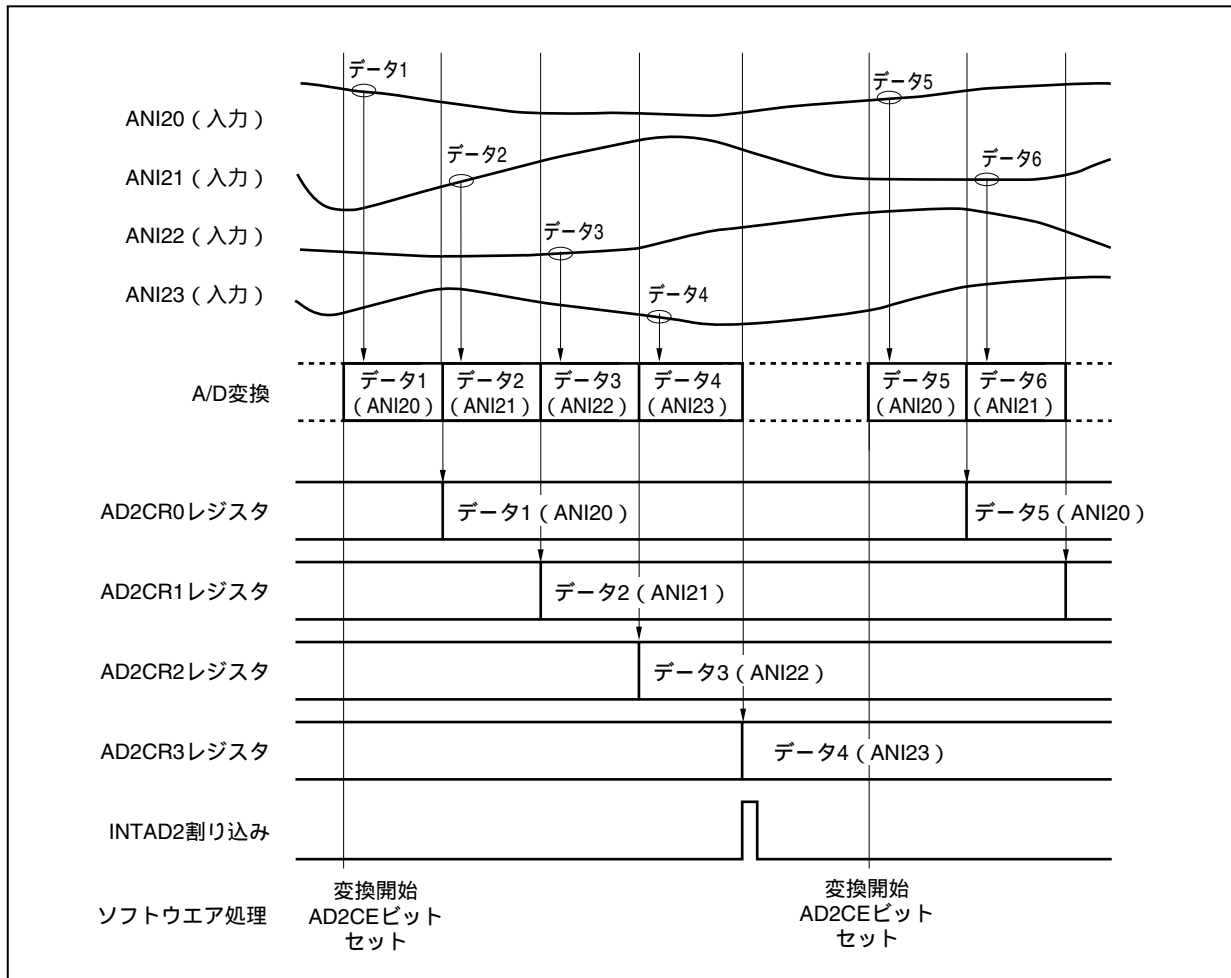 データ1
データ5
ANI20（入力）
データ2
データ6
ANI21（入力）
データ3
ANI22（入力）
データ4
ANI23（入力）
A/D変換
データ1
（ANI20）
データ2
（ANI21）
データ3
（ANI22）
データ4
（ANI23）
データ5
（ANI20）
データ6
（ANI21）
AD2CR0レジスタ
データ1（ANI20）
データ5（ANI20）
AD2CR1レジスタ
データ2（ANI21）
AD2CR2レジスタ
データ3（ANI22）
AD2CR3レジスタ
データ4（ANI23）
INTAD2割り込み
ソフトウエア処理
変換開始
AD2CEビット
セット
変換開始
AD2CEビット
セット